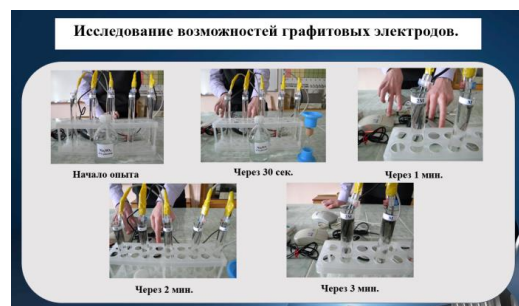 Исследование возможностей графитовых электродов.
Начало опыта
Через 30 сек.
Через 1 мин.
Через 2 мин.
Через 3 мин.